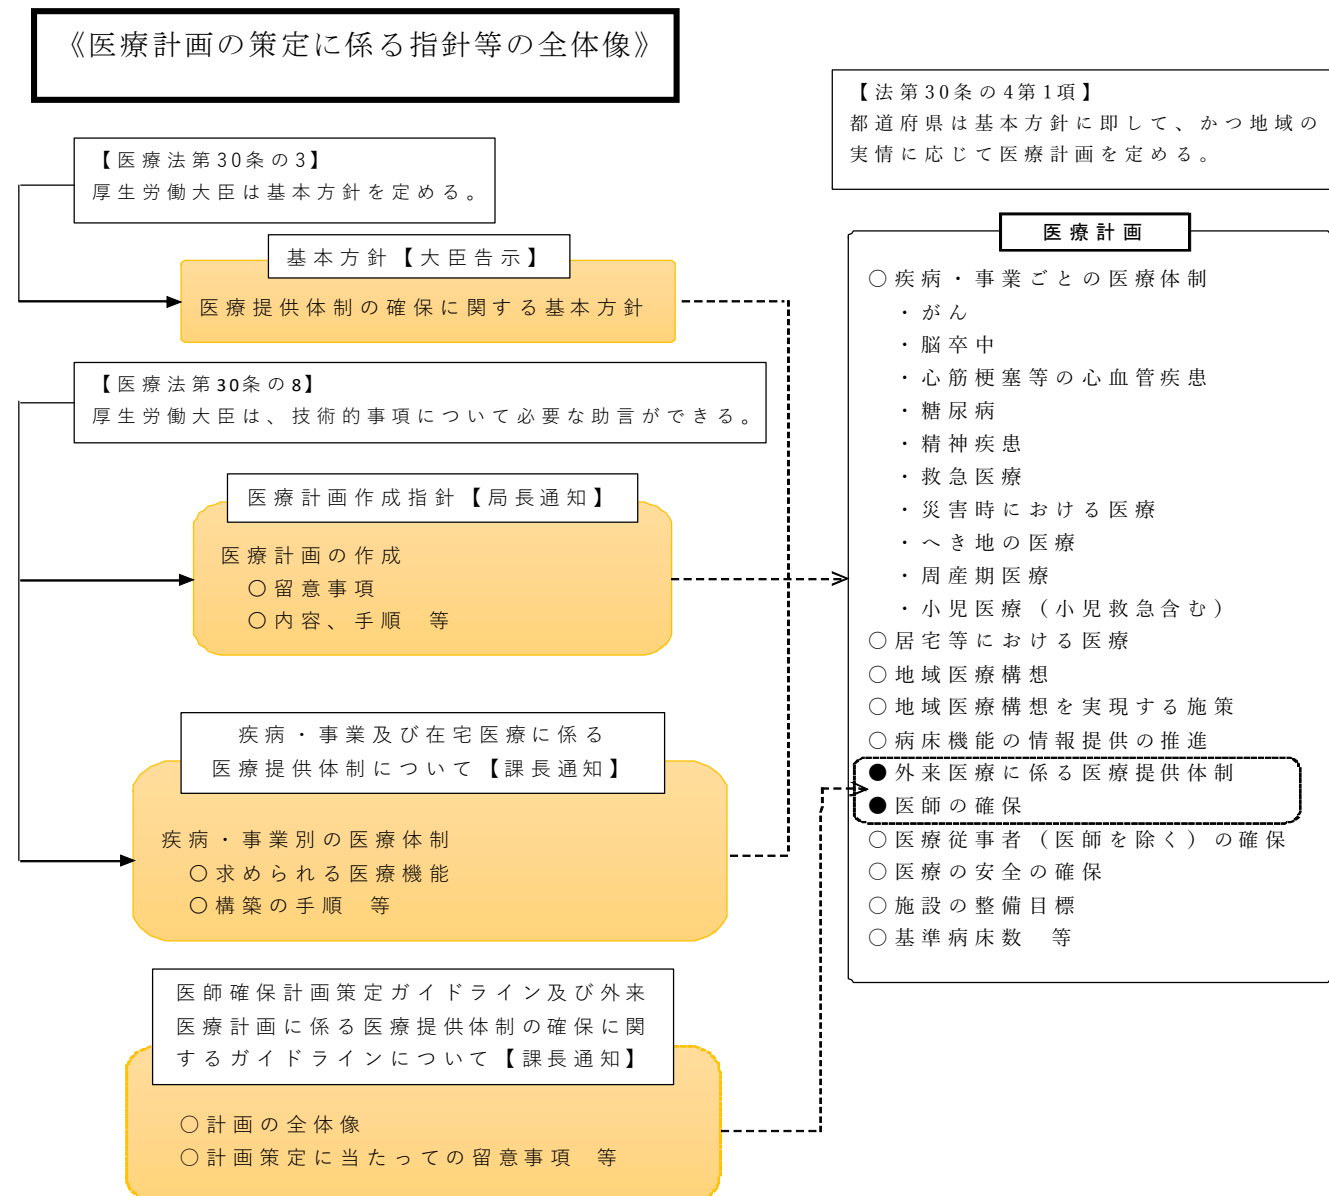 《医療計画の策定に係る指針等の全体像》
【医療法第30条の3】
厚生労働大臣は基本方針を定める。
基本方針【大臣告示】
医療提供体制の確保に関する基本方針
【医療法第30条の8】
厚生労働大臣は、技術的事項について必要な助言ができる。
医療計画作成指針【局長通知】
医療計画の作成
○留意事項
○内容、手順　等
疾病・事業及び在宅医療に係る
医療提供体制について【課長通知】
疾病・事業別の医療体制
○求められる医療機能
○構築の手順　等
医師確保計画策定ガイドライン及び外来
医療計画に係る医療提供体制の確保に関
するガイドラインについて【課長通知】
○計画の全体像
○計画策定に当たっての留意事項　等
【法第30条の4第1項】
都道府県は基本方針に即して、かつ地域の
実情に応じて医療計画を定める。
医療計画
○疾病・事業ごとの医療体制
・がん
・脳卒中
・心筋梗塞等の心血管疾患
・糖尿病
・精神疾患
・救急医療
・災害時における医療
・へき地の医療
・周産期医療
・小児医療（小児救急含む）
○居宅等における医療
○地域医療構想
○地域医療構想を実現する施策
○病床機能の情報提供の推進
●外来医療に係る医療提供体制
●医師の確保
○医療従事者（医師を除く）の確保
○医療の安全の確保
○施設の整備目標
○基準病床数　等